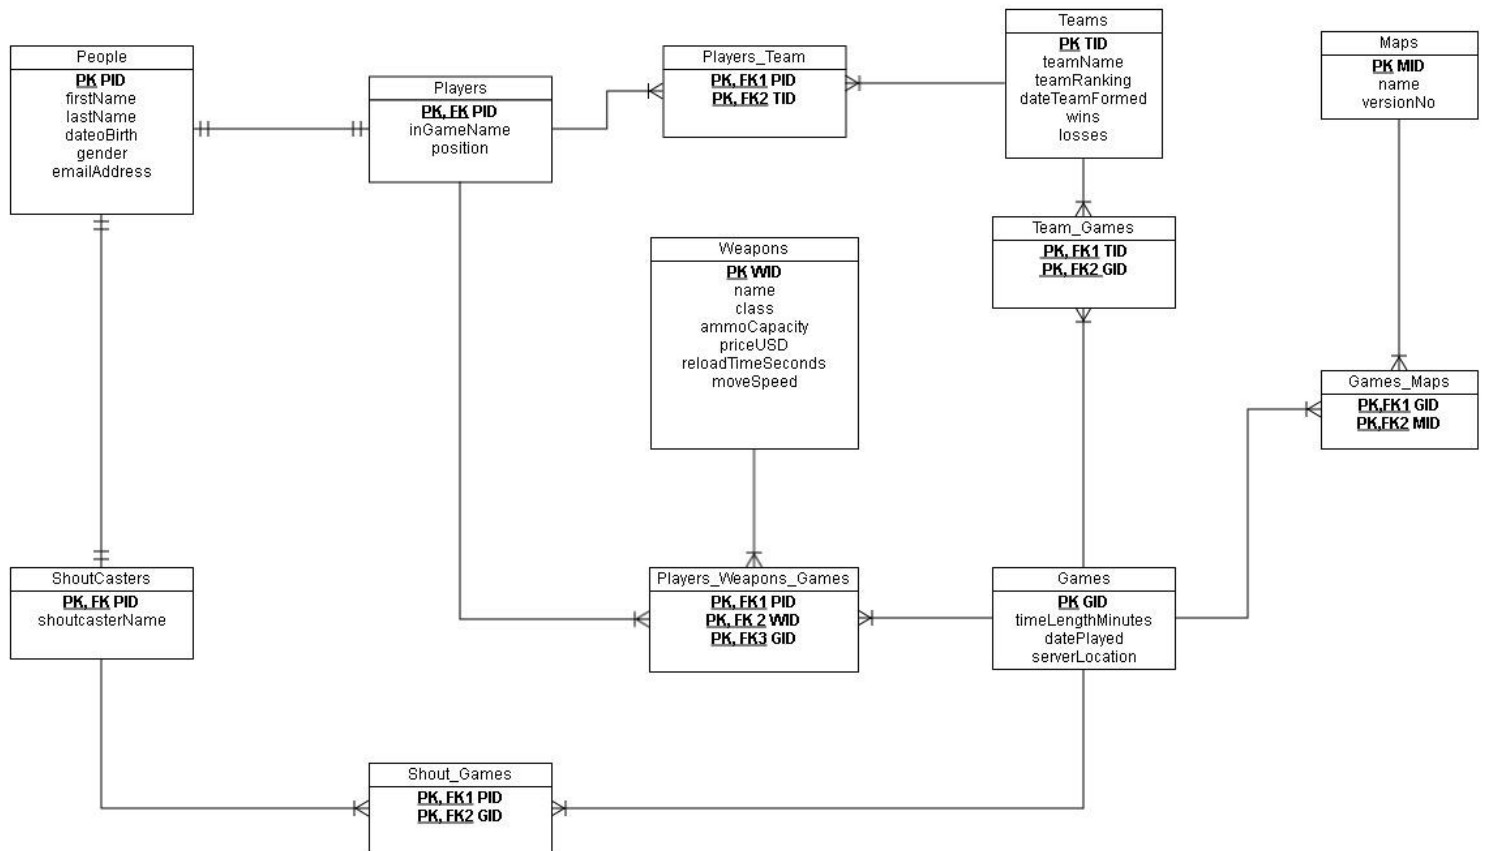 People
PK PID
firstName
lastName
dateoBirth
gender
emailAddress
Players
PK, FK PID
inGameName
position
Players_Team
PK, FK1 PID
PK, FK2 TID
Teams
PK TID
teamName
teamRanking
dateTeamFormed
wins
losses
Maps
PK MID
name
versionNo
Weapons
PK WID
name
class
ammoCapacity
priceUSD
reloadTimeSeconds
moveSpeed
Team_Games
PK, FK1 TID
PK, FK2 GID
Games_Maps
PK,FK1 GID
PK,FK2 MID
ShoutCasters
PK, FK PID
shoutcasterName
Players_Weapons_Games
PK, FK1 PID
PK, FK 2 WID
PK, FK3 GID
Games
PK GID
timeLengthMinutes
datePlayed
serverLocation
Shout_Games
PK, FK1 PID
PK, FK2 GID